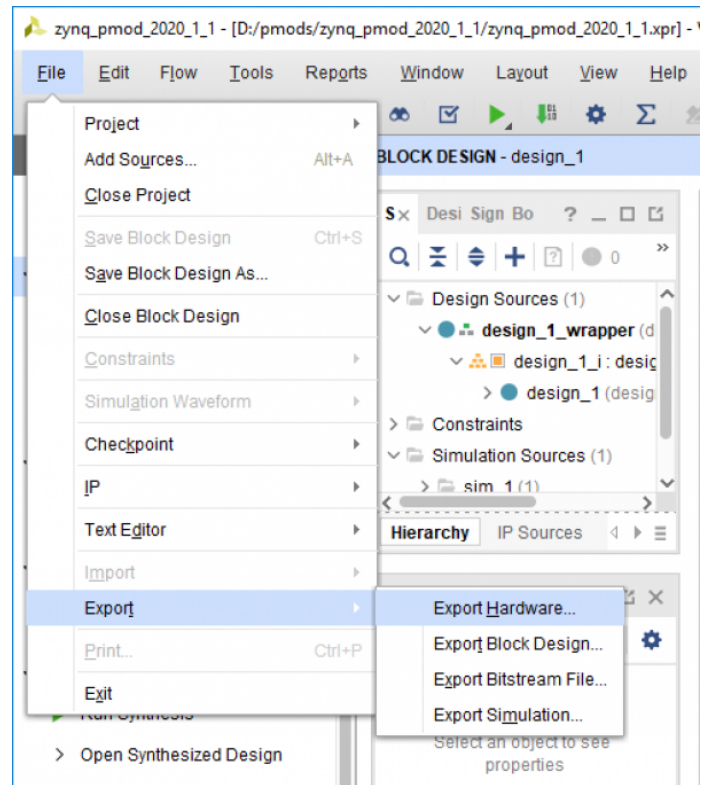 zynq_pmod_2020_1_1 - [D:/pmods/zynq_pmod_2020_1_1/zynq_pmod_2020_1_1.xpr] -
File Edit Flow Tools Reports Window Layout View Help
Project
Add Sources... Alt+A
Close Project
Save Block Design Ctrl+S
Save Block Design As...
Close Block Design
Constraints
Simulation Waveform
Checkpoint
IP
Text Editor
Import
Export
Print... Ctrl+P
Exit
Run Synthesis
Open Synthesized Design
BLOCK DESIGN - design_1
S Desi Sign Bo ? 
0
Design Sources (1)
design_1_wrapper (d
design_1_i : desig
design_1 (desig
Constraints
Simulation Sources (1)
sim_1 (1)
Hierarchy IP Sources
Export Hardware...
Export Block Design...
Export Bitstream File...
Export Simulation...
Select an object to see
properties